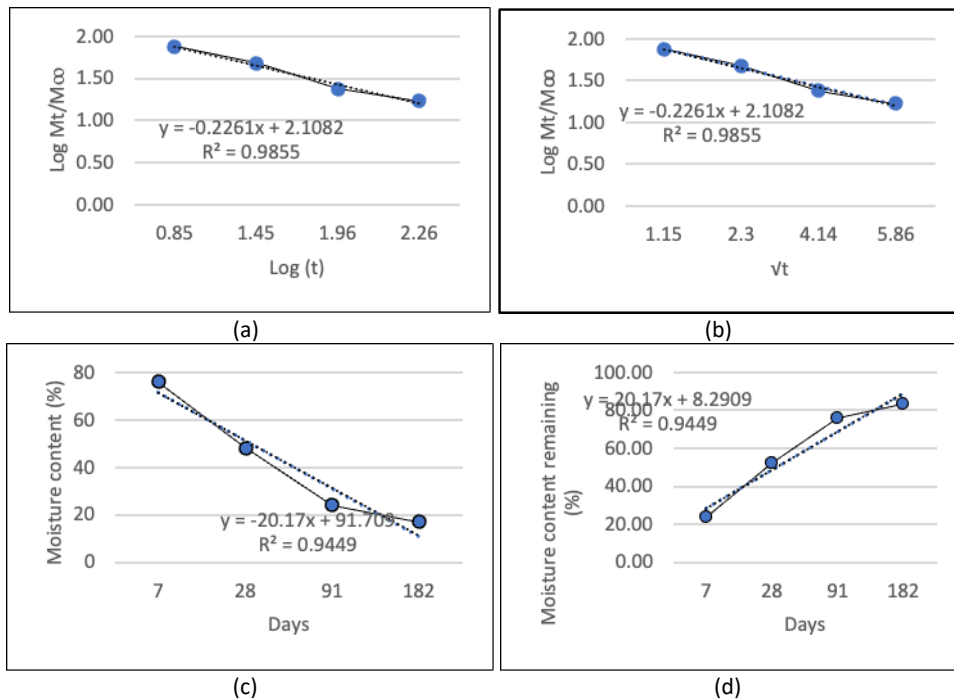 Log Mt/M∞
2.00
1.50
1.00
0.50
0.00
y = -0.2261x + 2.1082
R² = 0.9855
0.85 1.45 1.96 2.26
Log (t)
(a)
Log Mt/M∞
2.00
1.50
1.00
0.50
0.00
y = -0.2261x + 2.1082
R² = 0.9855
1.15 2.3 4.14 5.86
√t
(b)
Moisture content (%)
80
60
40
20
0
y = -20.17x + 91.709
R² = 0.9449
7 28 91 182
Days
(c)
Moisture content remaining
(%)
100.00
80.00
60.00
40.00
20.00
0.00
y = 20.17x + 8.2909
R² = 0.9449
7 28 91 182
Days
(d)